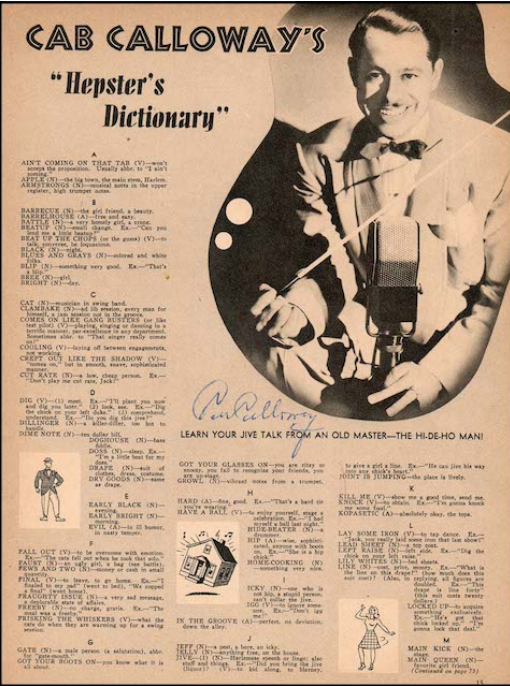 CAB CALLOWAY'S
"Hepster's
Dictionary"
A
AIN'T COMING ON THAT TAB (V)—won't
accept the proposition. Usually abbr. to "I ain't
coming."
APPLE (N)—the big town, the main stem, Harlem.
ARMSTRONGS (N)—musical notes in the upper
register, high trumpet notes.
B
BARBECUE (N)—the girl friend, a beauty.
BARRELHOUSE (A)—free and easy.
BATTLE (N)—a very homely girl, a crone.
BEATUP (N)—small change. Ex.—"Can you
lend me a little beatup?"
BEAT UP THE CHOPS (or the gums) (V)—to
talk, converse, be loquacious.
BLACK (N)—night.
BLUES AND GRAYS (N)—colored and white
folks.
BLIP (N)—something very good. Ex.—"That's
a blip."
BREE (N)—girl.
BRIGHT (N)—day.
C
CAT (N)—musician in swing band.
CLAMBAKE (N)—ad lib session, every man for
himself, a jam session not in the groove.
COMES ON LIKE GANG BUSTERS (or like
test pilot) (V)—playing, singing or dancing in a
terrific manner, par excellence in any department.
Sometimes abbr. to "That singer really comes
on!"
COOLING (V)—laying off between engagements,
not working.
CREPT OUT LIKE THE SHADOW (V)—
"comes on," but in smooth, suave, sophisticated
manner.
CUT RATE (N)—a low, cheap person. Ex.—
"Don't play me cut rate, Jack!"
D
DIG (V)—(1) meet. Ex.—"I'll plant you now
and dig you later." (2) look, see. Ex.—"Dig
the chick on your left duke." (3) comprehend,
understand. Ex.—"Do you dig this jive?"
DILLINGER (N)—a killer-diller, too hot to
handle.
DIME NOTE (N)—ten dollar bill.
DOGHOUSE (N)—bass
fiddle.
DOSS (N)—sleep. Ex.—
"I'm a little beat for my
doss."
DRAPE (N)—suit of
clothes, dress, costume.
DRY GOODS (N)—same
as drape.
E
EARLY BLACK (N)—
evening.
EARLY BRIGHT (N)—
morning.
EVIL (A)—in ill humor,
in nasty temper.
F
FALL OUT (V)—to be overcome with emotion.
Ex.—"The cats fell out when he took that solo."
FAUST (N)—an ugly girl, a hag (see battle).
FEWS AND TWO (N)—money or cash in small
quantity.
FINAL (V)—to leave, to go home. Ex.—"I
finaled to my pad" (went to bed), "We copped a
final" (went home).
FRAUGHTY ISSUE (N)—a very sad message,
a deplorable state of affairs.
FREEBY (N)—no charge, gratis. Ex.—"The
meal was a freeby."
FRISKING THE WHISKERS (V)—what the
cats do when they are warming up for a swing
session.
G
GATE (N)—a male person (a salutation), abbr.
for "gate-mouth."
GOT YOUR BOOTS ON—you know what it is
all about.
Cab Calloway
LEARN YOUR JIVE TALK FROM AN OLD MASTER—THE HI-DE-HO MAN!
GOT YOUR GLASSES ON—you are ritzy or
snooty, you fail to recognize your friends, you
are up-stage.
GROWL (N)—vibrant notes from a trumpet.
H
HARD (A)—fine, good. Ex.—"That's a hard tie
you're wearing."
HAVE A BALL (V)—to enjoy yourself, stage a
celebration. Ex.—"I had
myself a ball last night."
HIDE-BEATER (N)—a
drummer.
HIP (A)—wise, sophisti-
cated, anyone with boots
on. Ex.—"She is a hip
chick."
HOME-COOKING (N)—
something very nice.
I
ICKY (N)—one who is
not hip, a stupid person,
can't collar the jive.
IGG (V)—to ignore some-
one. Ex.—"Don't igg
me!"
IN THE GROOVE (A)—perfect, no deviation,
down the alley.
J
JEFF (N)—a pest, a bore, an icky.
JELLY (N)—anything free, on the house.
JIVE—(1) (N)—Harlemese speech or lingo; also
stuff and things. Ex.—"Did you bring the jive
(liquor)? (V)—to kid along, to blarney,
to give a girl a line. Ex.—"He can jive his way
into any chick's heart."
JOINT IS JUMPING—the place is lively.
K
KILL ME (V)—show me a good time, send me.
KNOCK (V)—to obtain. Ex.—"I'm gonna knock
me some food."
KOPASETIC (A)—absolutely okay, the tops.
L
LAY SOME IRON (V)—to tap dance. Ex.—
"Jack, you really laid some iron that last show!"
LEAD SHEET (N)—a top coat.
LEFT RAISE (N)—left side. Ex.—"Dig the
chick on your left raise."
LILY WHITES (N)—bed sheets.
LINE (N)—cost, price, money. Ex.—"What is
the line on this drape?" (how much does this
suit cost)? (Also, in replying, all figures are
doubled. Ex.—"This
drape is line forty"
(this suit costs twenty
dollars.)
LOCKED UP—to acquire
something exclusively.
Ex.—"He's got that
chick locked up." "I'm
gonna lock that deal."
M
MAIN KICK (N)—the
stage.
MAIN QUEEN (N)—
favorite girl friend.
(Continued on page 75)
15